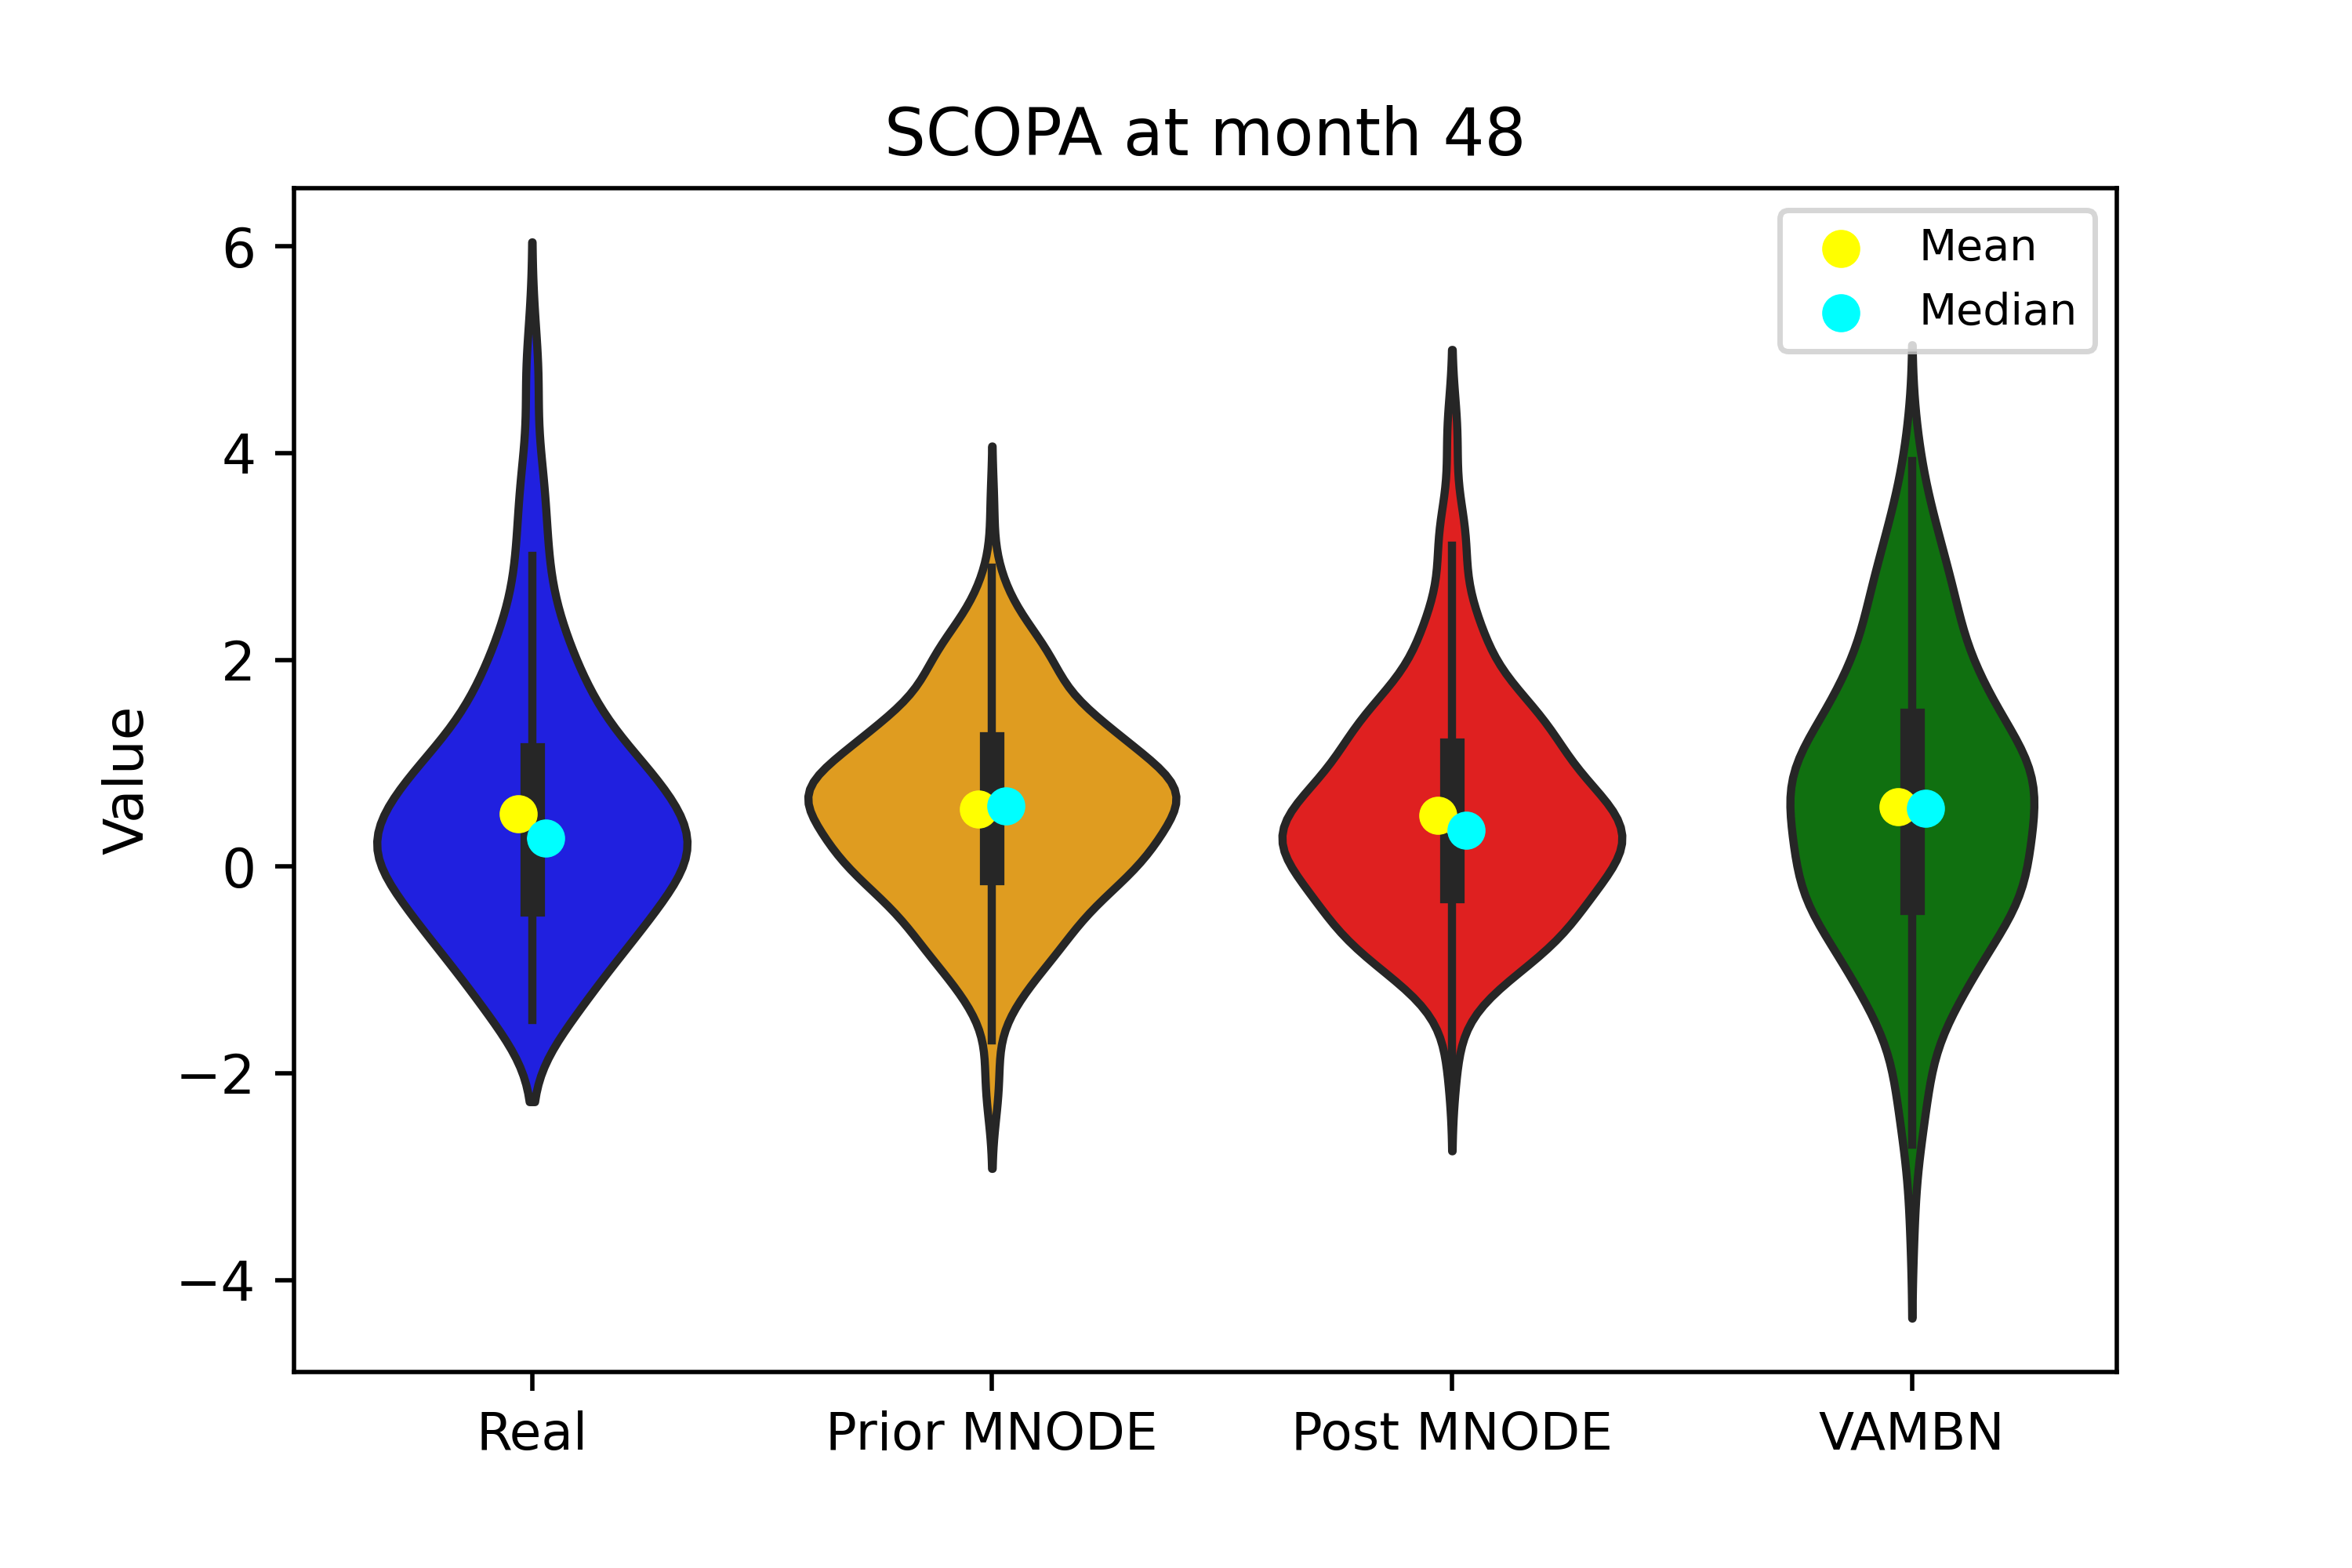 SCOPA at month 48
Mean
Median
6
4
2
0
−2
−4
Value
Real
Prior MNODE
Post MNODE
VAMBN